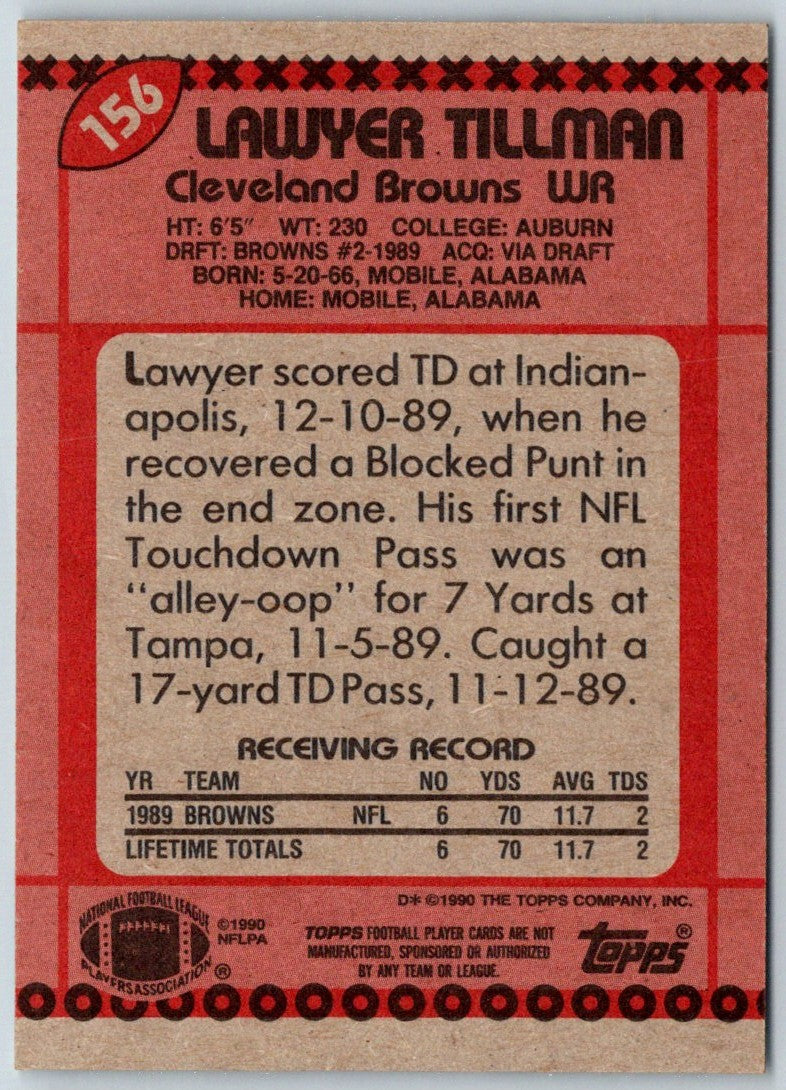 156
LAWYER TILLMAN
Cleveland Browns WR
HT: 6'5" WT: 230 COLLEGE: AUBURN
DRFT: BROWNS #2-1989 ACQ: VIA DRAFT
BORN: 5-20-66, MOBILE, ALABAMA
HOME: MOBILE, ALABAMA
Lawyer scored TD at Indian-
apolis, 12-10-89, when he
recovered a Blocked Punt in
the end zone. His first NFL
Touchdown Pass was an
"alley-oop" for 7 Yards at
Tampa, 11-5-89. Caught a
17-yard TD Pass, 11-12-89.
RECEIVING RECORD
YR TEAM NO YDS AVG TDS
1989 BROWNS NFL 6 70 11.7 2
LIFETIME TOTALS 6 70 11.7 2
D* ©1990 THE TOPPS COMPANY, INC.
NATIONAL FOOTBALL LEAGUE
PLAYERS ASSOCIATION ®
©1990
NFLPA
TOPPS FOOTBALL PLAYER CARDS ARE NOT
MANUFACTURED, SPONSORED OR AUTHORIZED
BY ANY TEAM OR LEAGUE.
topps ®